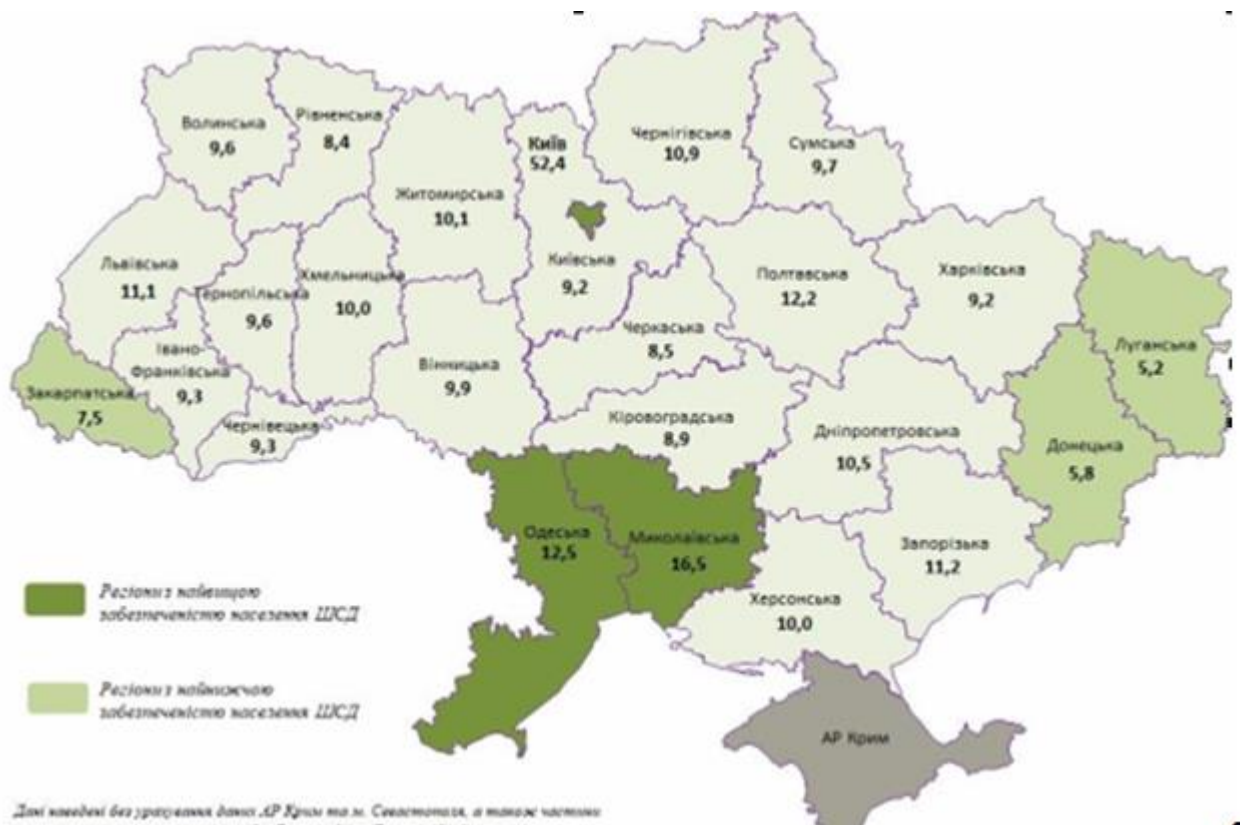 Волинська
9,6
Рівненська
8,4
Житомирська
10,1
Київ
52,4
Чернігівська
10,9
Сумська
9,7
Львівська
11,1
Тернопільська
9,6
Хмельницька
10,0
Київська
9,2
Полтавська
12,2
Харківська
9,2
Луганська
5,2
Закарпатська
7,5
Івано-
Франківська
9,3
Чернівецька
9,3
Вінницька
9,9
Черкаська
8,5
Кіровоградська
8,9
Дніпропетровська
10,5
Донецька
5,8
Одеська
12,5
Миколаївська
16,5
Запорізька
11,2
Херсонська
10,0
АР Крим
Регіони з найвищою
забезпеченістю населення ШСД
Регіони з найнижчою
забезпеченістю населення ШСД
Дані наведені без урахування даних АР Крим та м. Севастополя, а також частини